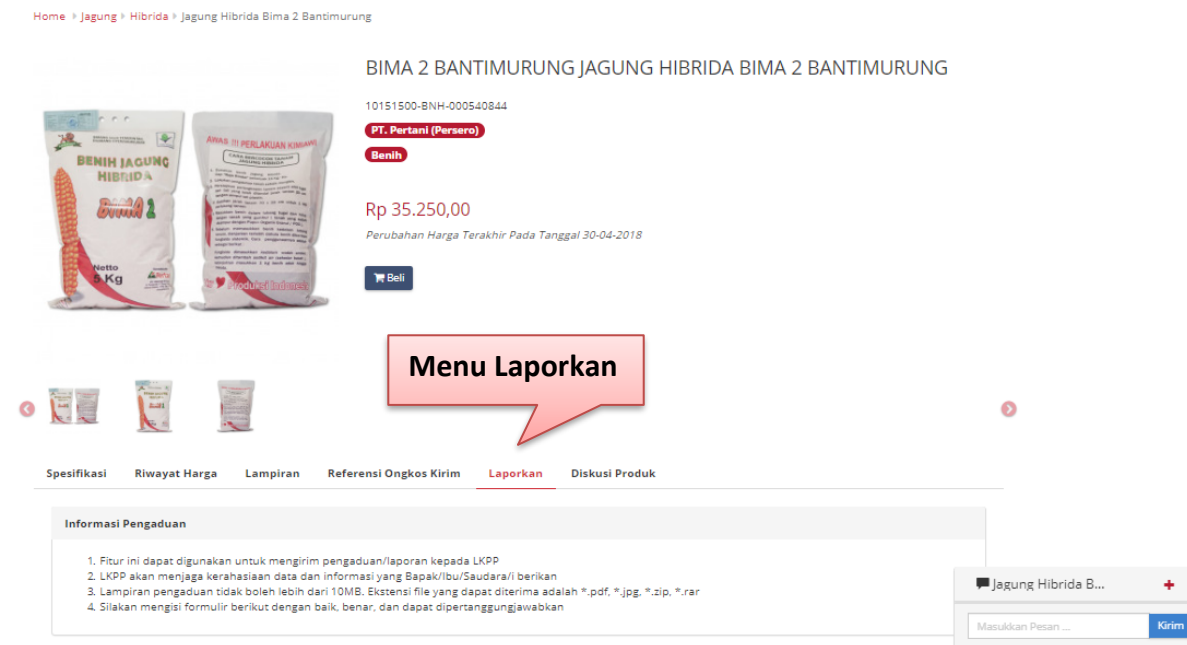 Home Jagung Hibrida Jagung Hibrida Bima 2 Bantimurung
BIMA 2 BANTIMURUNG JAGUNG HIBRIDA BIMA 2 BANTIMURUNG
10151500-BNH-000540844
PT. Pertani (Persero)
Benih
Rp 35.250,00
Perubahan Harga Terakhir Pada Tanggal 30-04-2018
Beli
BENIH JAGUNG
HIBRIDA
BIMA 2
Netto
5 Kg
AWAS !!! PERLAKUAN KIMIAWI
Produksi Indonesia
Menu Laporkan
Spesifikasi Riwayat Harga Lampiran Referensi Ongkos Kirim Laporkan Diskusi Produk
Informasi Pengaduan
1. Fitur ini dapat digunakan untuk mengirim pengaduan/laporan kepada LKPP
2. LKPP akan menjaga kerahasiaan data dan informasi yang Bapak/Ibu/Saudara/i berikan
3. Lampiran pengaduan tidak boleh lebih dari 10MB. Ekstensi file yang dapat diterima adalah *.pdf, *.jpg, *.zip, *.rar
4. Silakan mengisi formulir berikut dengan baik, benar, dan dapat dipertanggungjawabkan
Jagung Hibrida B...
Masukkan Pesan ...
Kirim